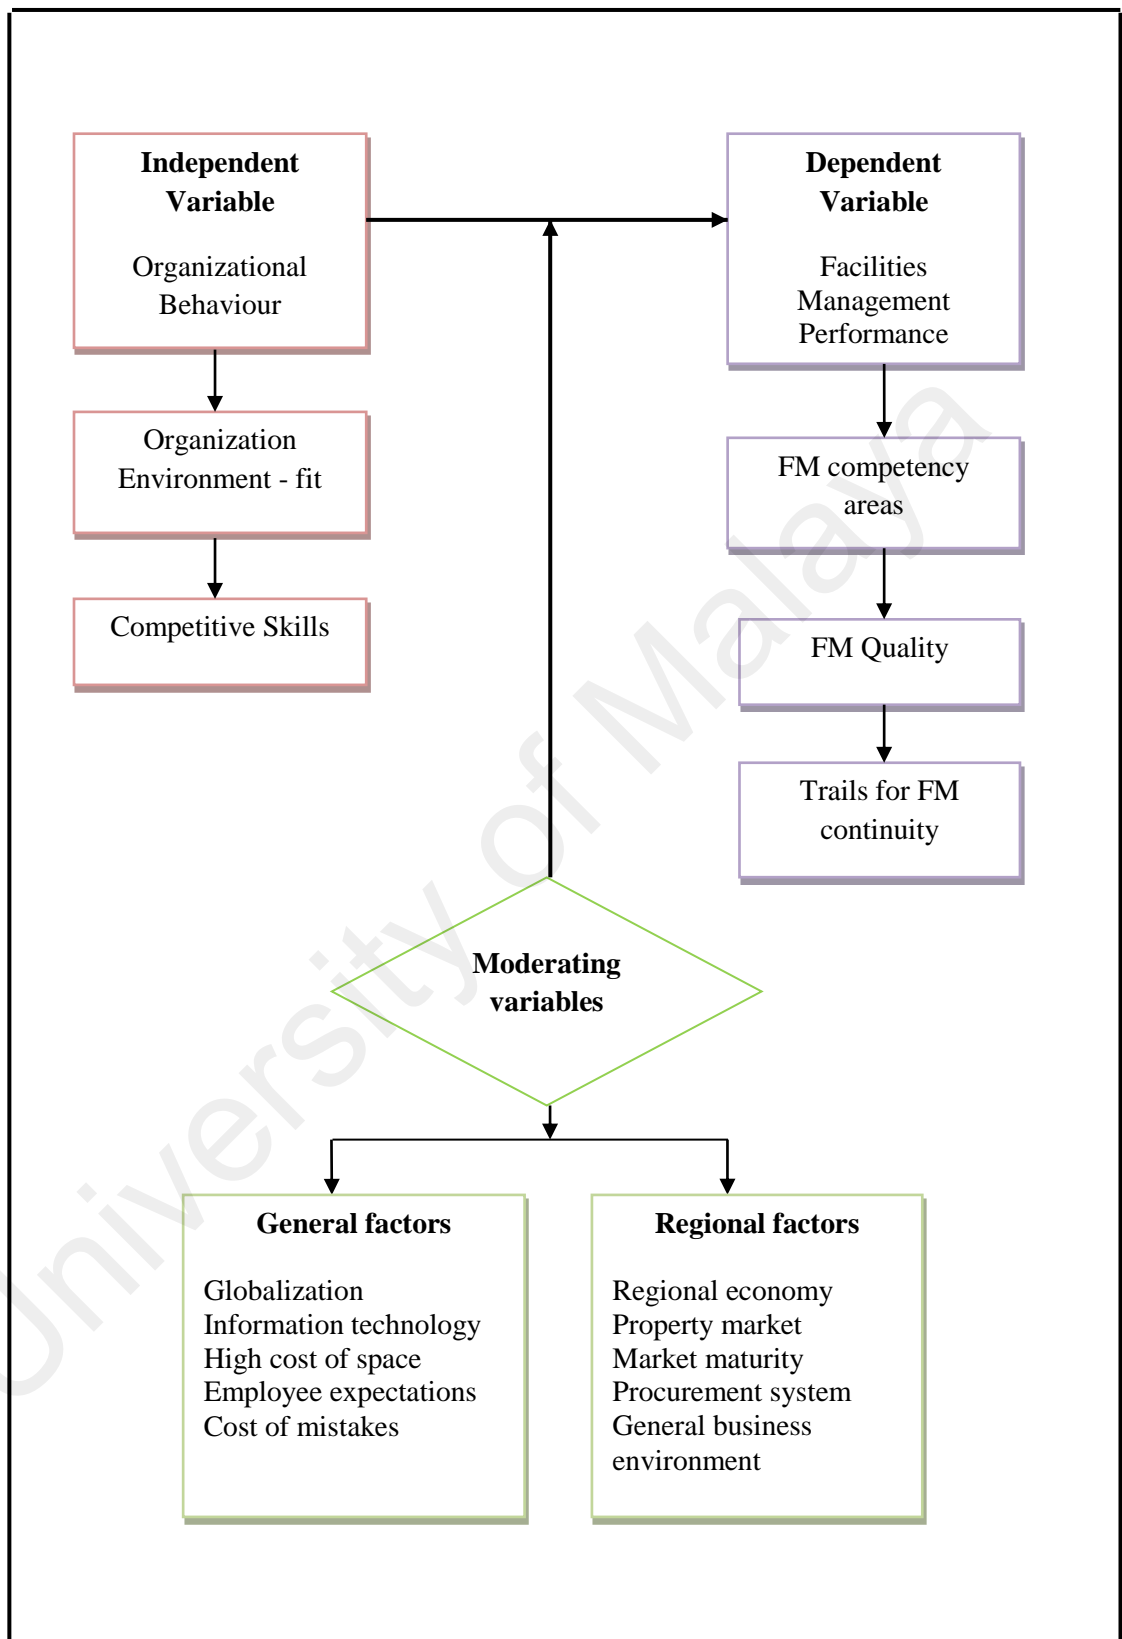 Independent
Variable
Organizational
Behaviour
Organization
Environment - fit
Competitive Skills
Dependent
Variable
Facilities
Management
Performance
FM competency
areas
FM Quality
Trails for FM
continuity
Moderating
variables
General factors
Globalization
Information technology
High cost of space
Employee expectations
Cost of mistakes
Regional factors
Regional economy
Property market
Market maturity
Procurement system
General business
environment
University of Malaya